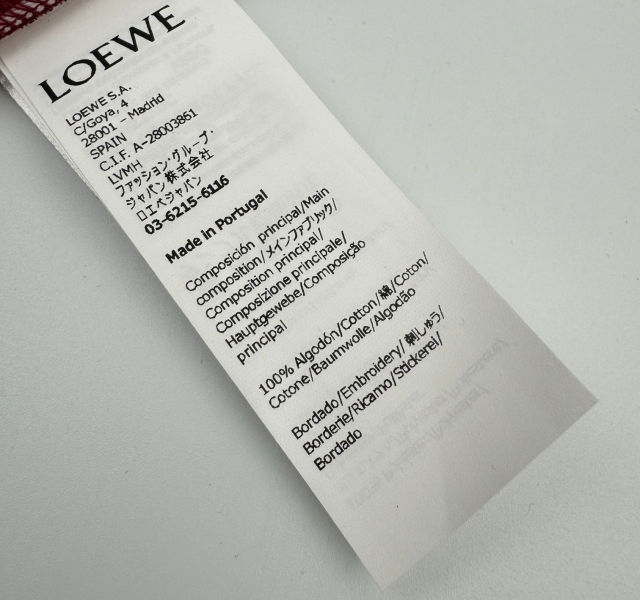 LOEWE
LOEWE S.A.
C/Goya, 4
28001 - Madrid
SPAIN
C.I.F. A-28003861
LVMH
ファッション・グループ・
ジャパン株式会社
ロエベジャパン
03-6215-6116
Made in Portugal
Composición principal/Main
composition/メインファブリック/
Composition principal/
Composizione principale/
Hauptgewebe/Composição
principal
100% Algodón/Cotton/綿/Coton/
Cotone/Baumwolle/Algodão
Bordado/Embroidery/刺しゅう/
Borderie/Ricamo/Stickerei/
Bordado